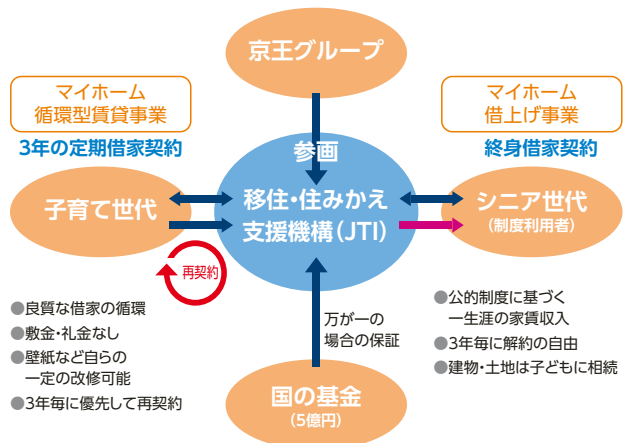 京王グループ
マイホーム
循環型賃貸事業
3年の定期借家契約
子育て世代
再契約
●良質な借家の循環
●敷金・礼金なし
●壁紙など自らの
一定の改修可能
●3年毎に優先して再契約
参画
移住・住みかえ
支援機構(JTI)
万が一の
場合の保証
国の基金
(5億円)
マイホーム
借上げ事業
終身借家契約
シニア世代
(制度利用者)
●公的制度に基づく
一生涯の家賃収入
●3年毎に解約の自由
●建物・土地は子どもに相続